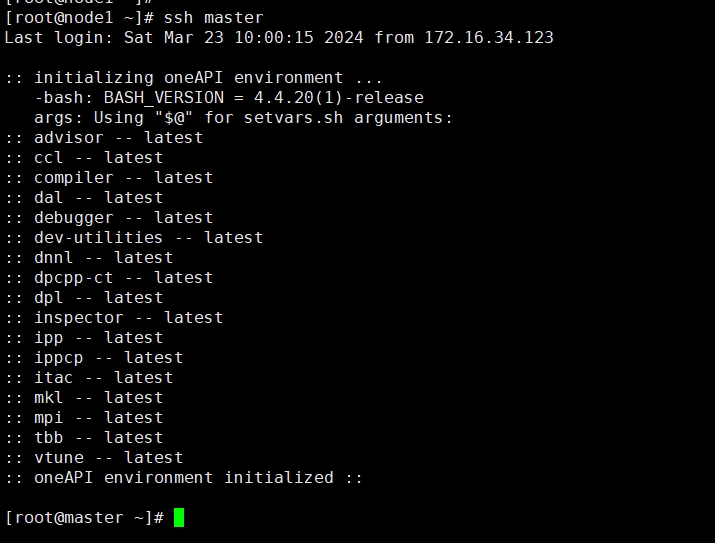 [root@node1 ~]#
[root@node1 ~]# ssh master
Last login: Sat Mar 23 10:00:15 2024 from 172.16.34.123
:: initializing oneAPI environment ...
   -bash: BASH_VERSION = 4.4.20(1)-release
   args: Using "$@" for setvars.sh arguments:
:: advisor -- latest
:: ccl -- latest
:: compiler -- latest
:: dal -- latest
:: debugger -- latest
:: dev-utilities -- latest
:: dnnl -- latest
:: dpcpp-ct -- latest
:: dpl -- latest
:: inspector -- latest
:: ipp -- latest
:: ippcp -- latest
:: itac -- latest
:: mkl -- latest
:: mpi -- latest
:: tbb -- latest
:: vtune -- latest
:: oneAPI environment initialized ::
[root@master ~]#